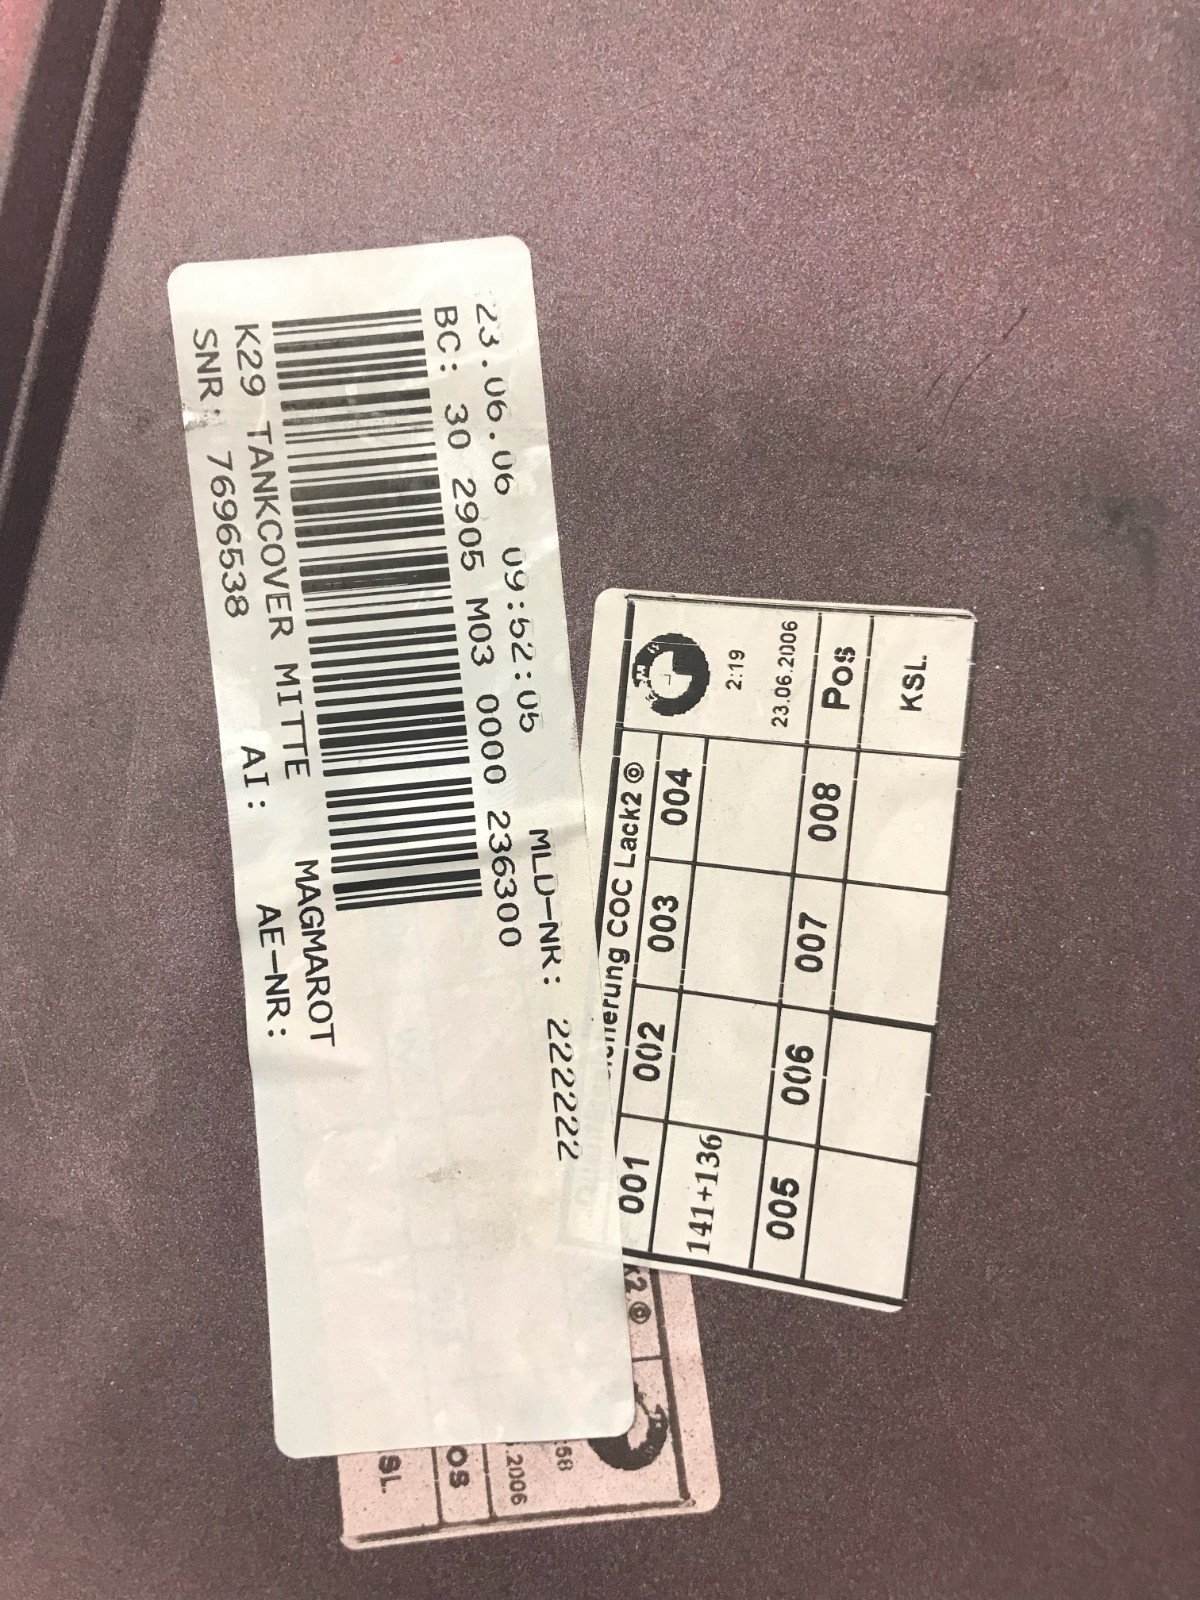 23.06.06 09:52:05 MLD-NR: 222222
BC: 30 2905 M03 0000 236300
K29 TANKCOVER MITTE MAGMAROT
SNR: 7696538 AI: AE-NR:
COC Lack2 ©
001 002 003 004
141+136
2:19
23.06.2006
005 006 007 008 Pos
KSL.
©
:58
.2006